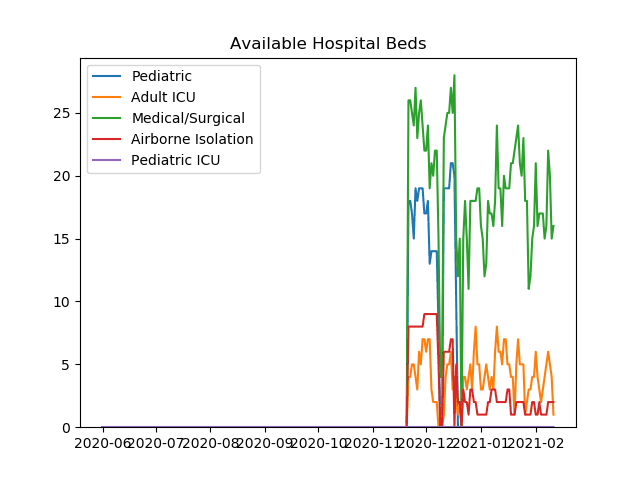 Available Hospital Beds
Pediatric
Adult ICU
Medical/Surgical
Airborne Isolation
Pediatric ICU
25
20
15
10
5
0
2020-06 2020-07 2020-08 2020-09 2020-10 2020-11 2020-12 2021-01 2021-02